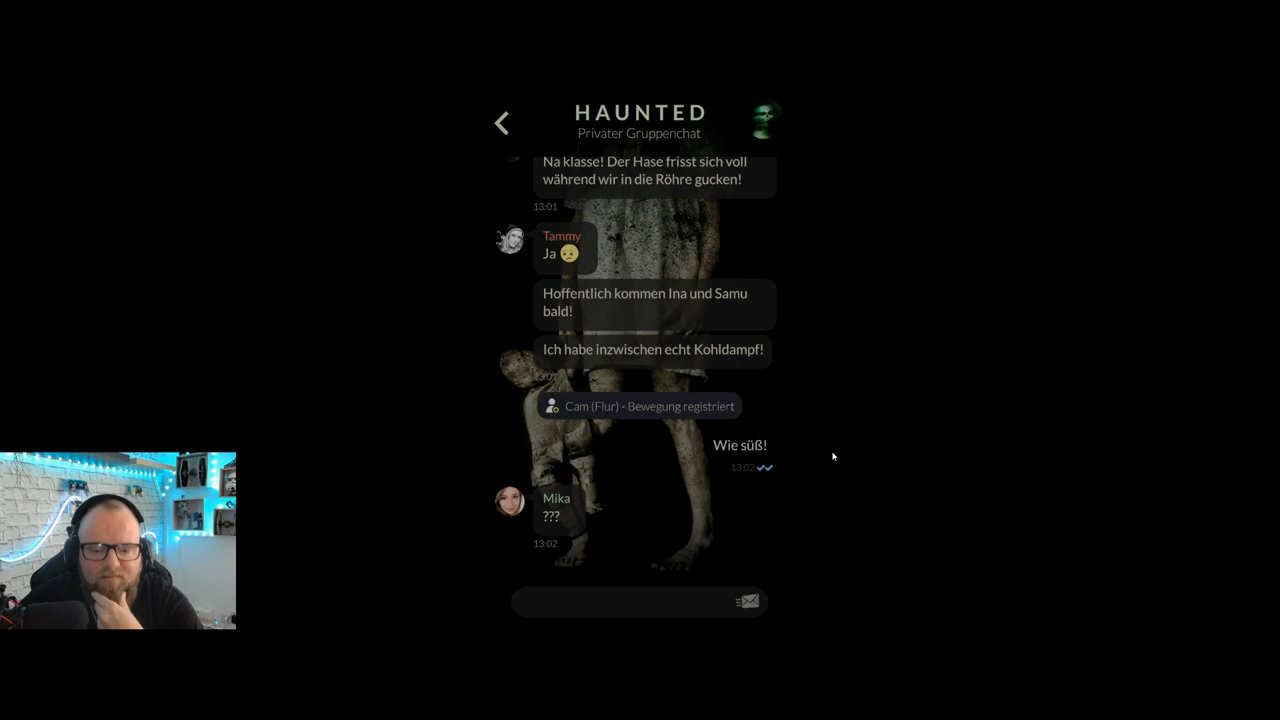 HAUNTED
Privater Gruppenchat
Na klasse! Der Hase frisst sich voll
während wir in die Röhre gucken!
13:01
Tammy
Ja
Hoffentlich kommen Ina und Samu
bald!
Ich habe inzwischen echt Kohldampf!
13:01
Cam (Flur) - Bewegung registriert
Wie süß!
13:02
Mika
???
13:02